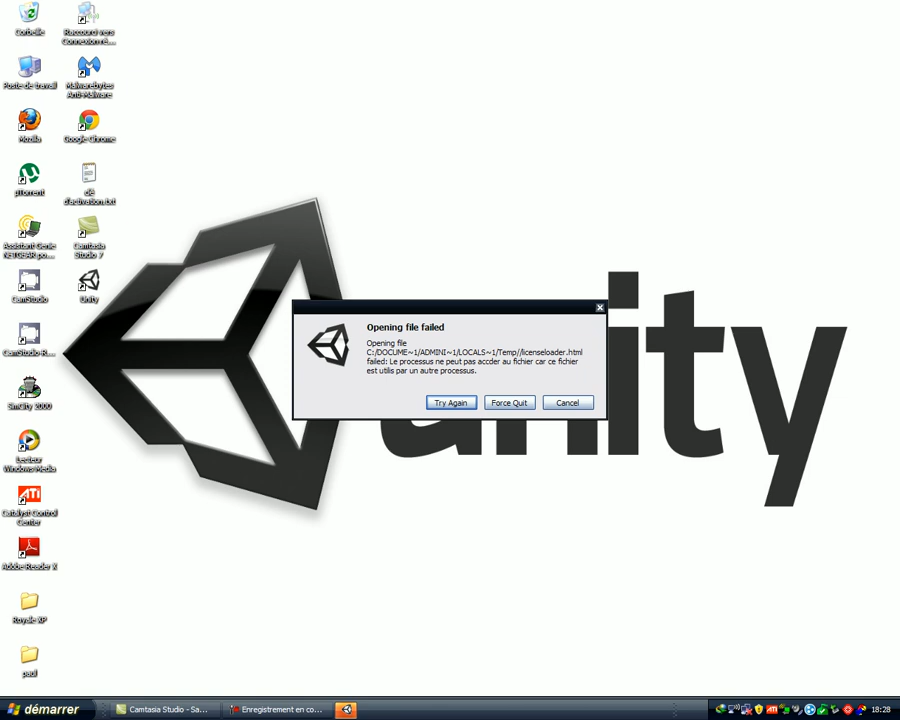 Corbeille
Raccourci vers
Connexion ré...
Poste de travail
Malwarebytes
Anti-Malware
Mozilla
Google Chrome
µTorrent
clé
d'activation.txt
Assistant Genie
NETGEAR po...
Camtasia
Studio 7
CamStudio
Unity
CamStudio-R...
SimCity 2000
Lecteur
Windows Media
ATI
Catalyst Control
Center
Adobe Reader X
Royale XP
paul
unity
Opening file failed
Opening file
C:/DOCUME~1/ADMINI~1/LOCALS~1/Temp//licenseloader.html
failed: Le processus ne peut pas accder au fichier car ce fichier
est utilis par un autre processus.
Try Again
Force Quit
Cancel
démarrer
Camtasia Studio - Sa...
Enregistrement en co...
ATI
18:28